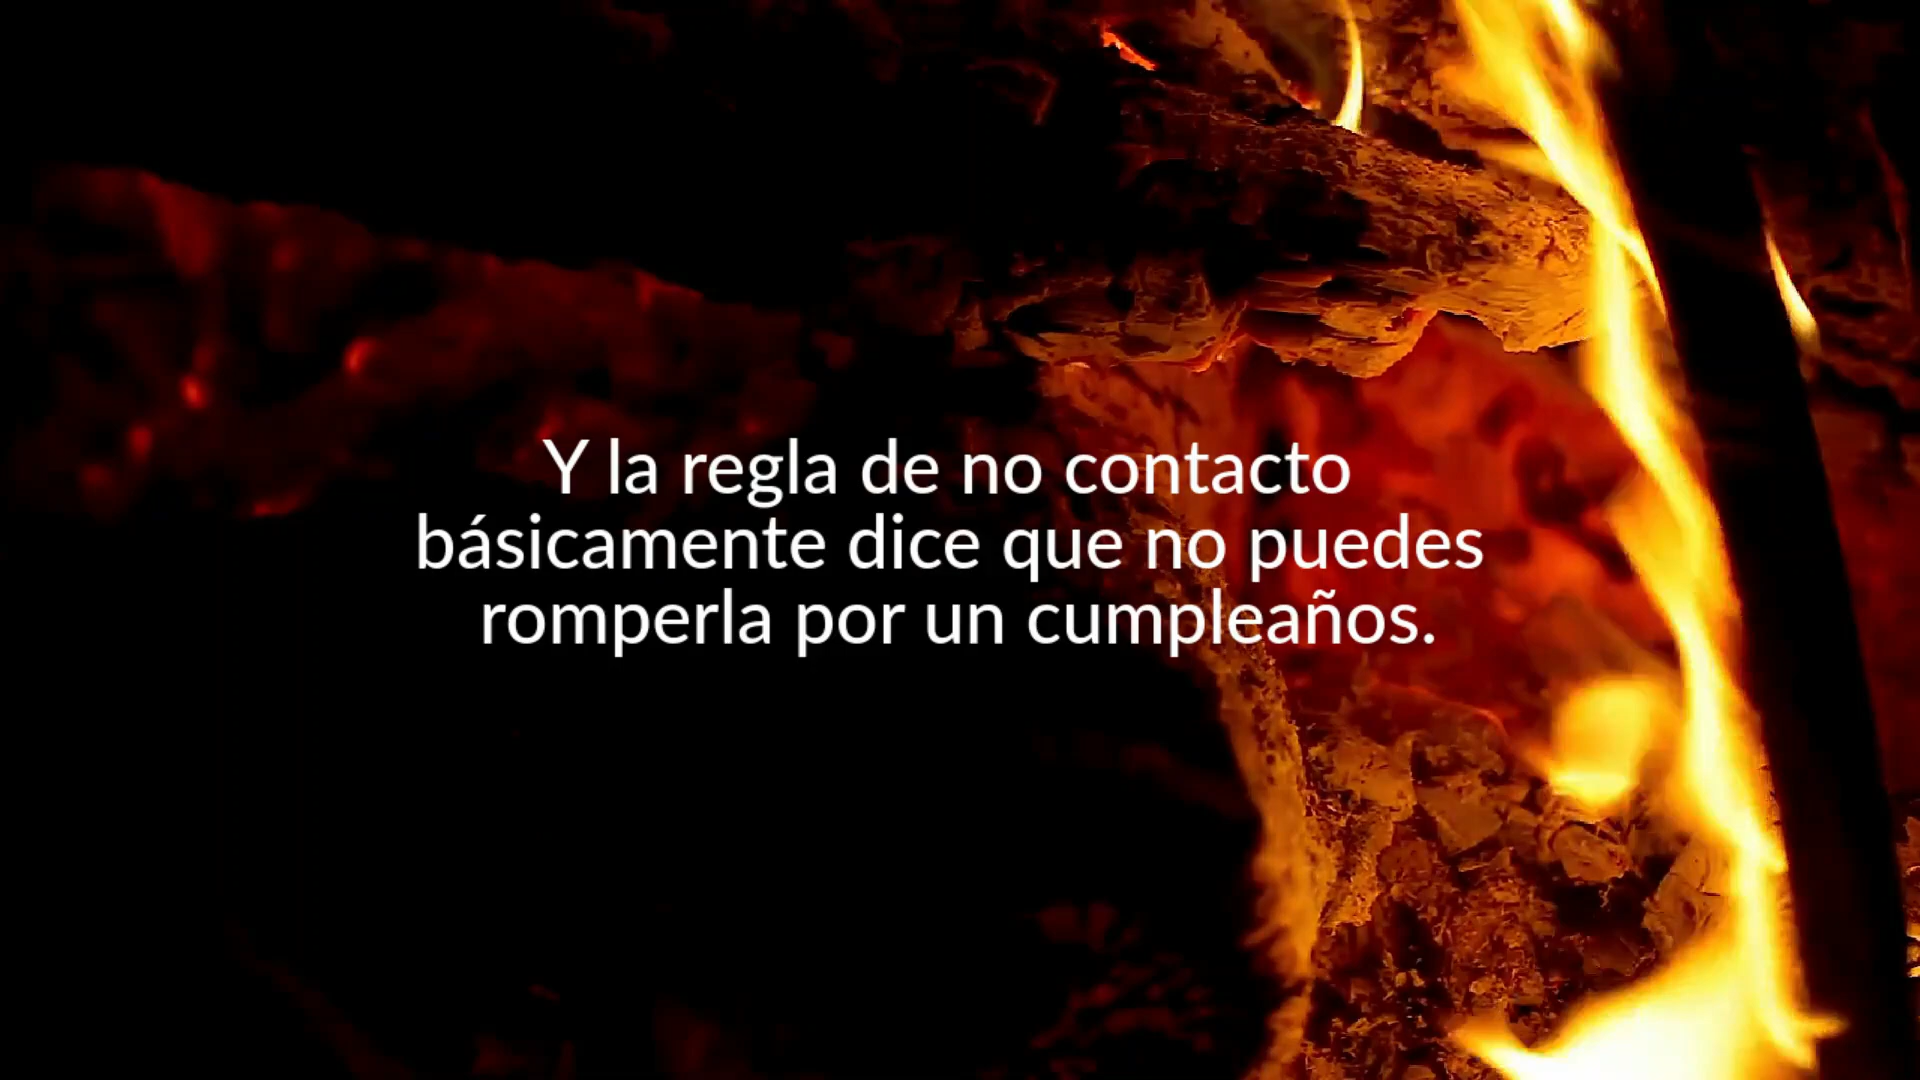 Y la regla de no contacto
básicamente dice que no puedes
romperla por un cumpleaños.